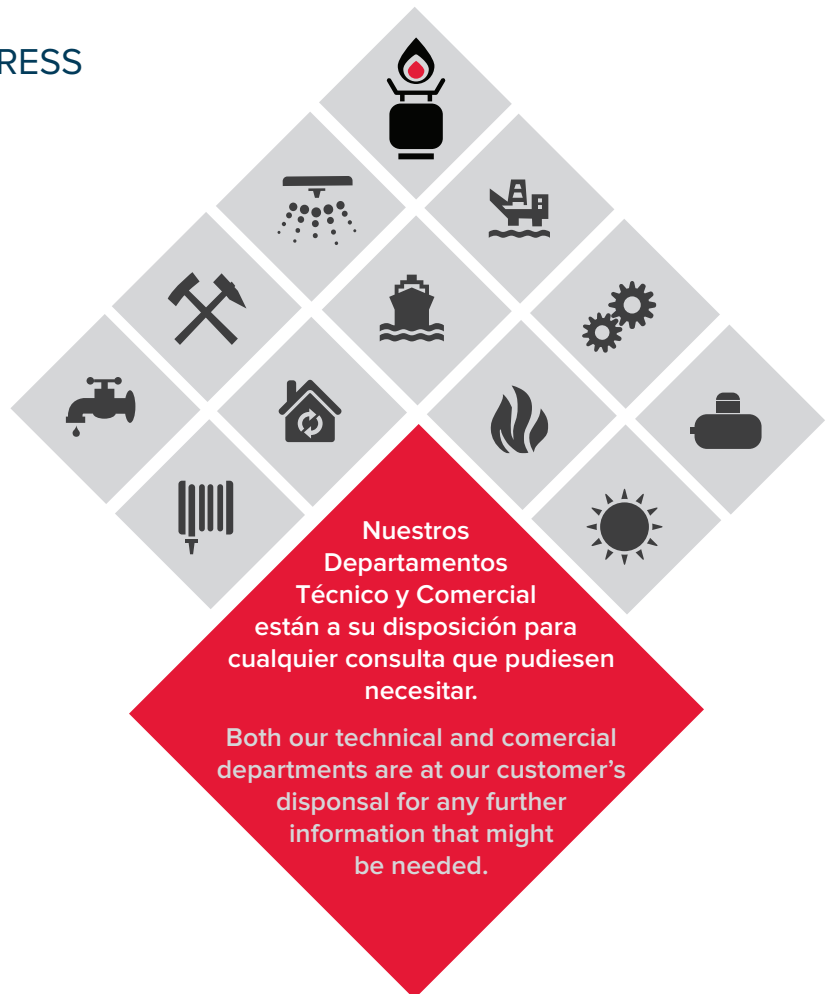 RESS
Nuestros
Departamentos
Técnico y Comercial
están a su disposición para
cualquier consulta que pudiesen
necesitar.
Both our technical and comercial
departments are at our customer's
disponsal for any further
information that might
be needed.